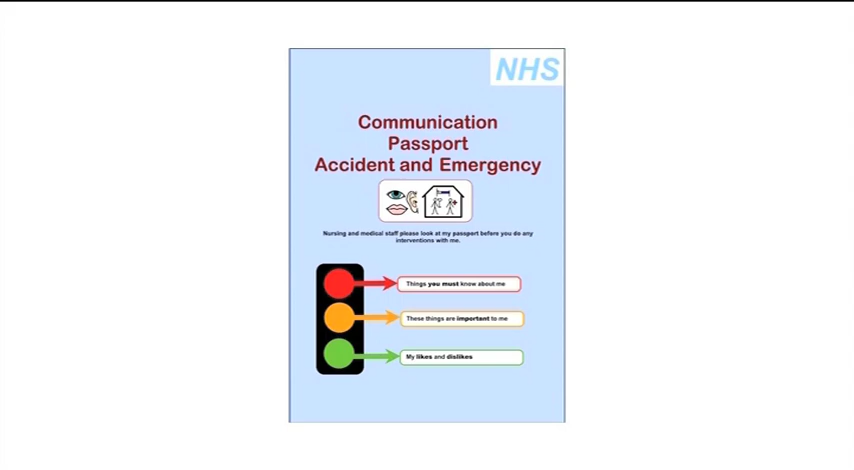 NHS
Communication
Passport
Accident and Emergency
Nursing and medical staff please look at my passport before you do any
interventions with me.
Things you must know about me
These things are important to me
My likes and dislikes